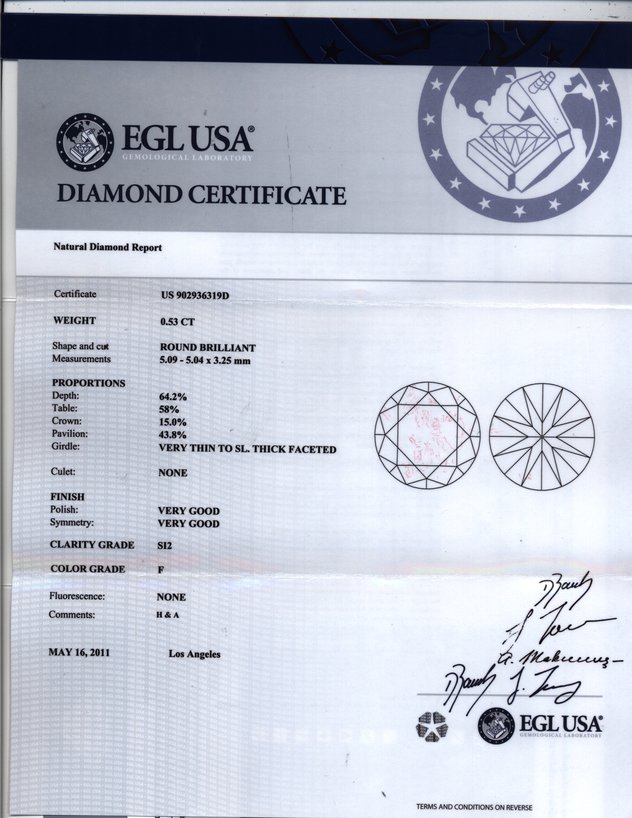 EGL USA®
GEMOLOGICAL LABORATORY
DIAMOND CERTIFICATE
Natural Diamond Report
Certificate US 902936319D
WEIGHT 0.53 CT
Shape and cut ROUND BRILLIANT
Measurements 5.09 - 5.04 x 3.25 mm
PROPORTIONS
Depth: 64.2%
Table: 58%
Crown: 15.0%
Pavilion: 43.8%
Girdle: VERY THIN TO SL. THICK FACETED
Culet: NONE
FINISH
Polish: VERY GOOD
Symmetry: VERY GOOD
CLARITY GRADE SI2
COLOR GRADE F
Fluorescence: NONE
Comments: H & A
MAY 16, 2011 Los Angeles
EGL USA®
GEMOLOGICAL LABORATORY
TERMS AND CONDITIONS ON REVERSE